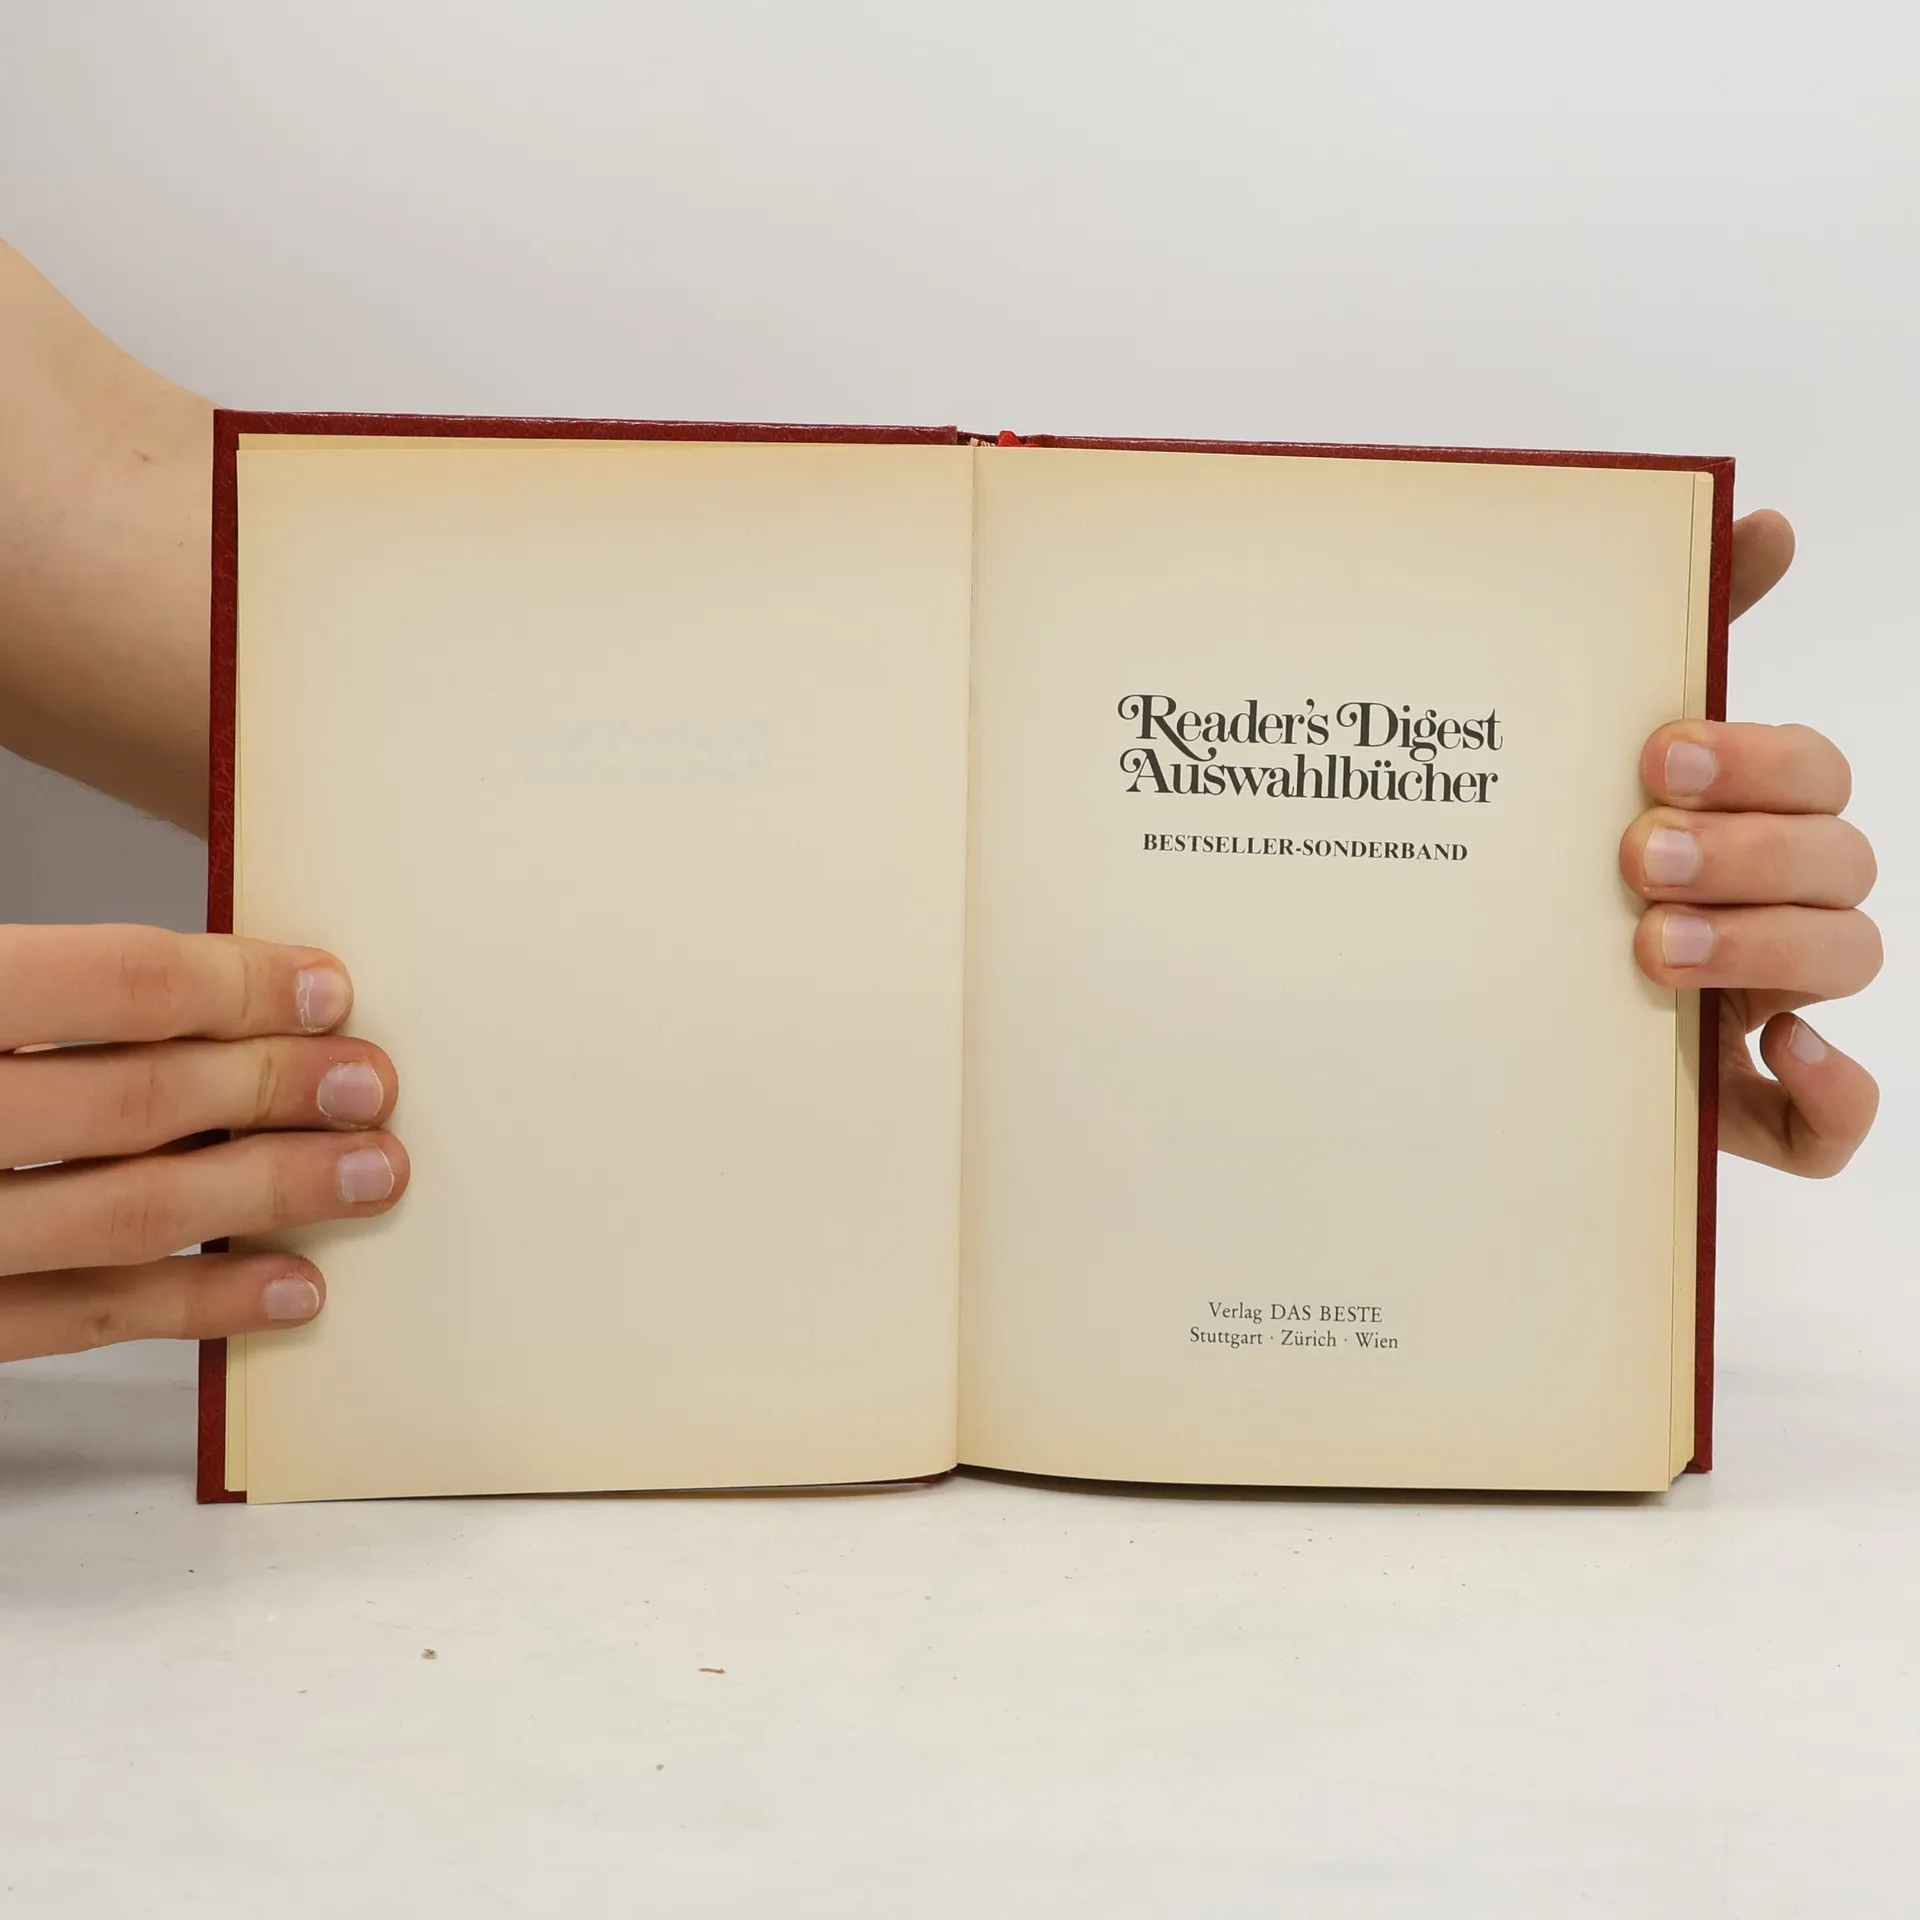 Reader's Digest
Auswahlbücher
BESTSELLER-SONDERBAND
Verlag DAS BESTE
Stuttgart · Zürich · Wien